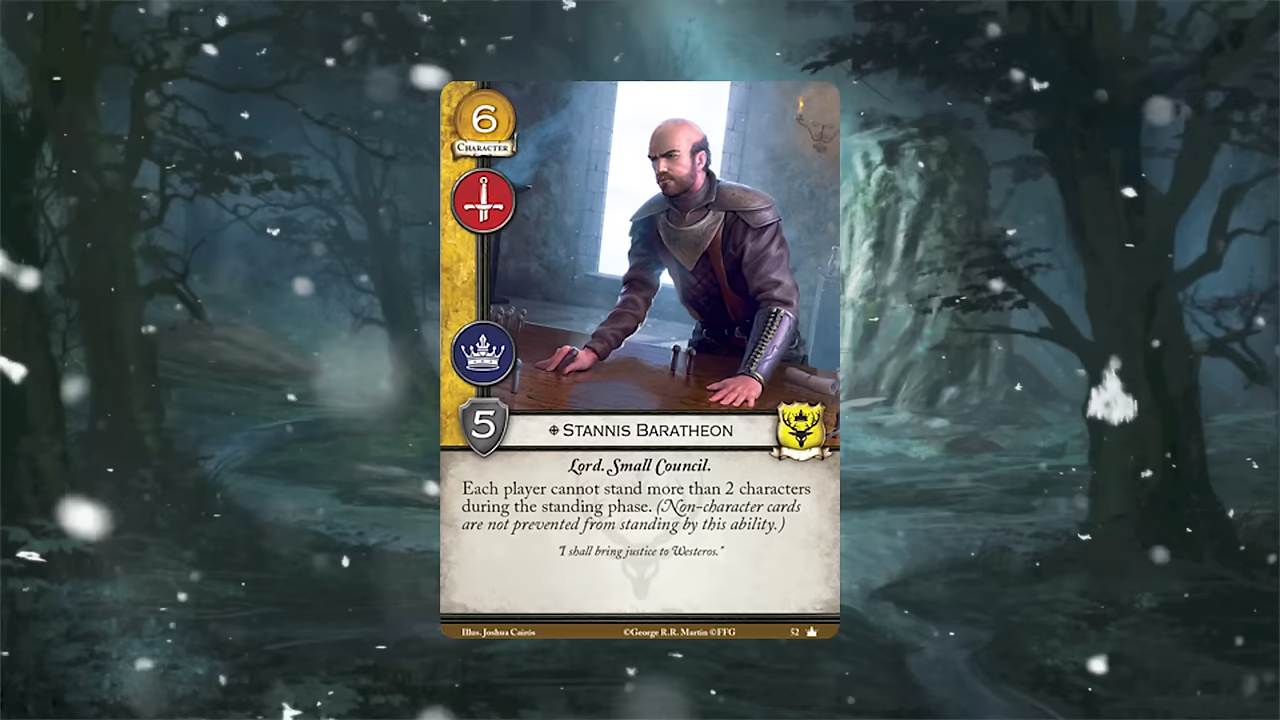 6
Character
5
Stannis Baratheon
Lord. Small Council.
Each player cannot stand more than 2 characters
during the standing phase. (Non-character cards
are not prevented from standing by this ability.)
"I shall bring justice to Westeros."
Illus. Joshua Cairós ©George R.R. Martin ©FFG 52